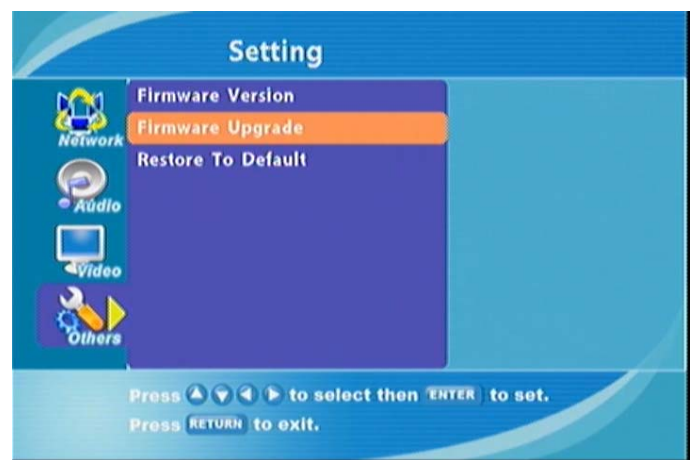 Setting
Firmware Version
Firmware Upgrade
Restore To Default
Network
Audio
Video
Others
Press to select then ENTER to set.
Press RETURN to exit.